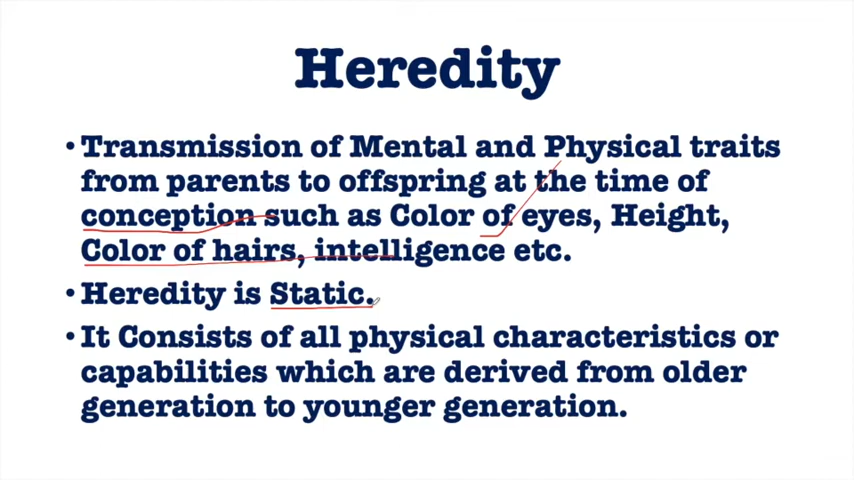 Heredity
• Transmission of Mental and Physical traits
from parents to offspring at the time of
conception such as Color of eyes, Height,
Color of hairs, intelligence etc.
• Heredity is Static.
• It Consists of all physical characteristics or
capabilities which are derived from older
generation to younger generation.